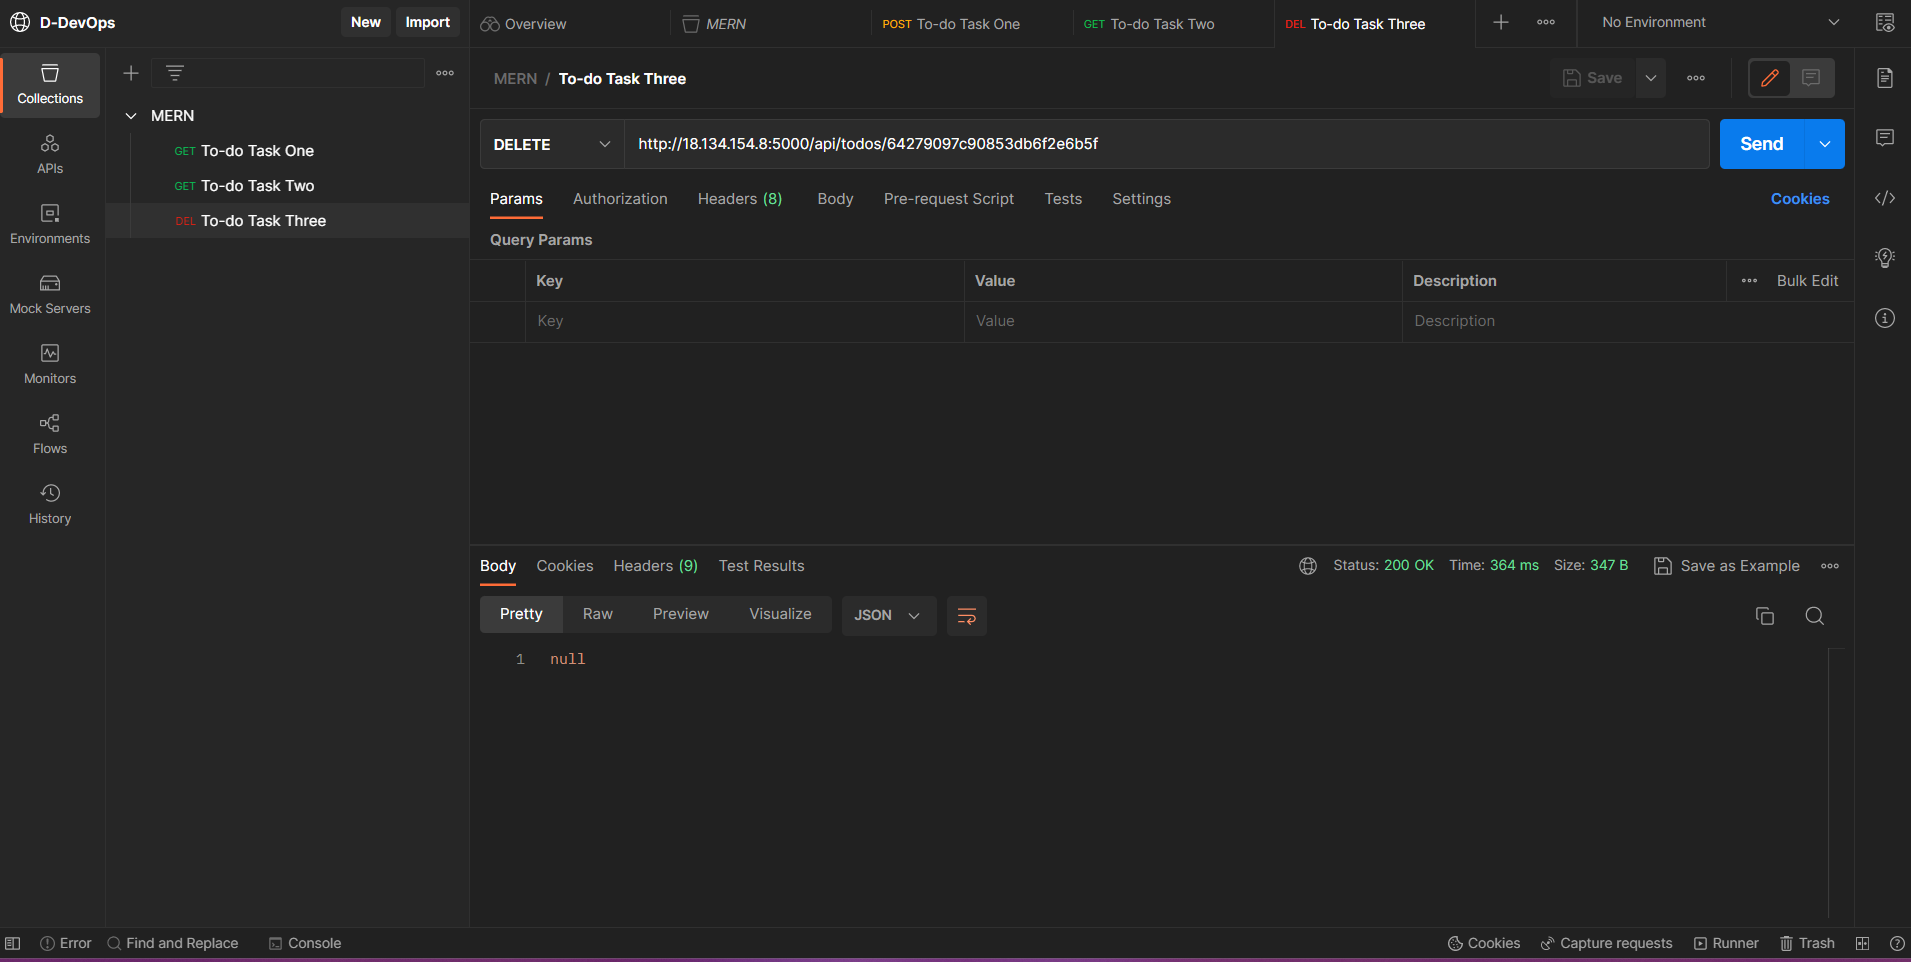 D-DevOps New Import Overview MERN POST To-do Task One GET To-do Task Two DEL To-do Task Three No Environment
MERN / To-do Task Three Save
Collections
MERN
GET To-do Task One
GET To-do Task Two
DEL To-do Task Three
APIs
Environments
Mock Servers
Monitors
Flows
History
DELETE http://18.134.154.8:5000/api/todos/64279097c90853db6f2e6b5f Send
Params Authorization Headers (8) Body Pre-request Script Tests Settings Cookies
Query Params
Key Value Description Bulk Edit
Key Value Description
Body Cookies Headers (9) Test Results Status: 200 OK Time: 364 ms Size: 347 B Save as Example
Pretty Raw Preview Visualize JSON
1 null
Error Find and Replace Console Cookies Capture requests Runner Trash